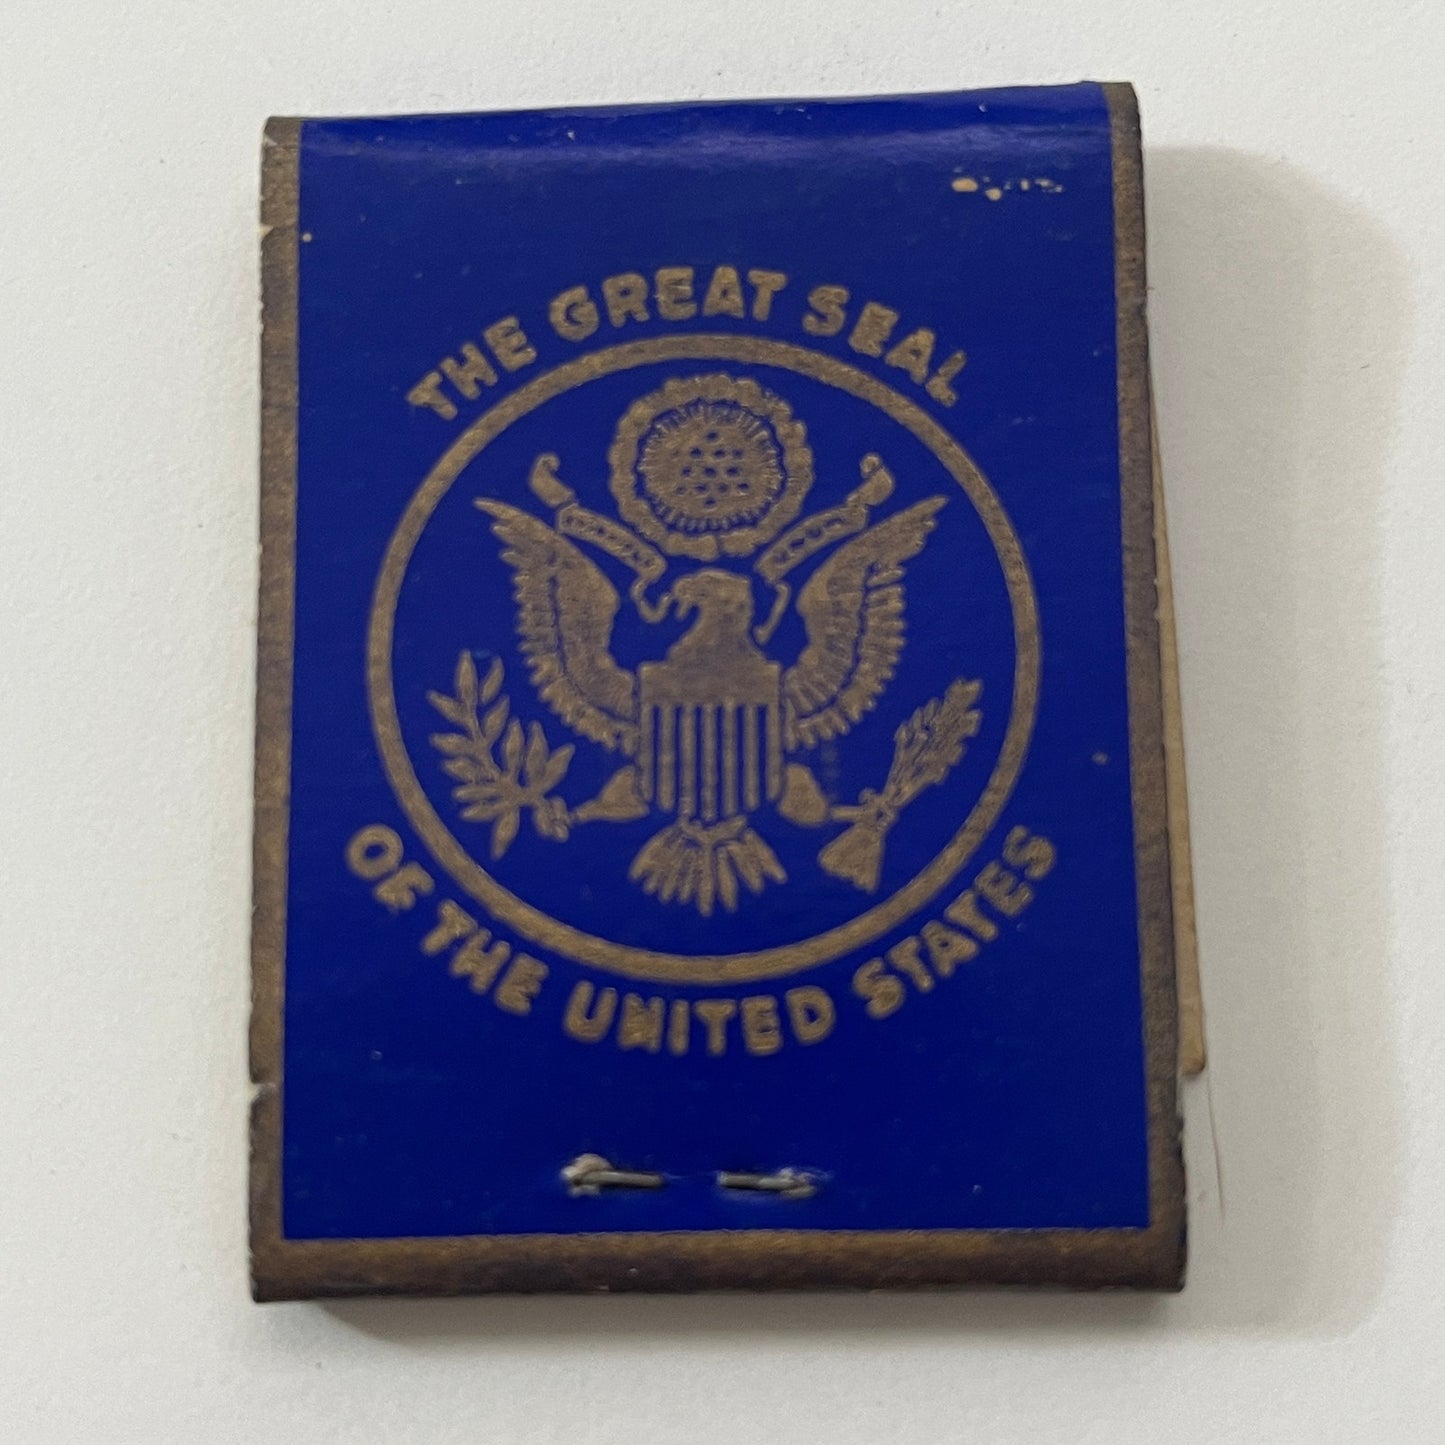 THE GREAT SEAL
OF THE UNITED STATES